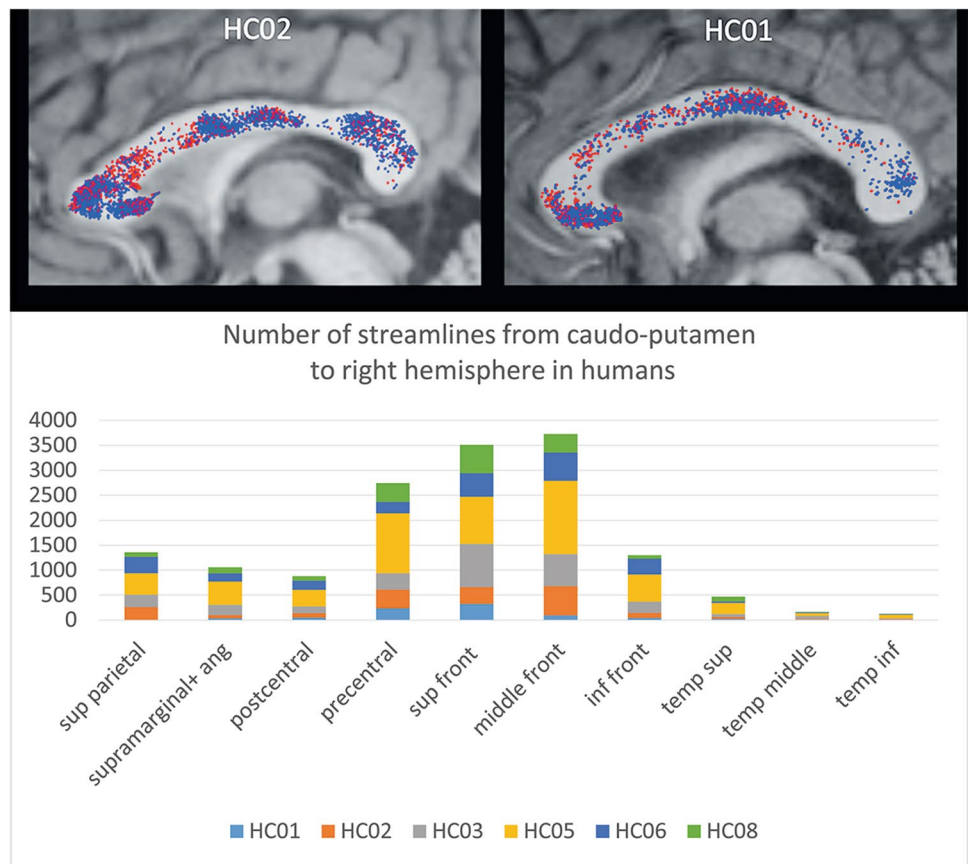 HC02
HC01
Number of streamlines from caudo-putamen
to right hemisphere in humans
4000
3500
3000
2500
2000
1500
1000
500
0
sup parietal
supramarginal+ ang
postcentral
precentral
sup front
middle front
inf front
temp sup
temp middle
temp inf
HC01 HC02 HC03 HC05 HC06 HC08